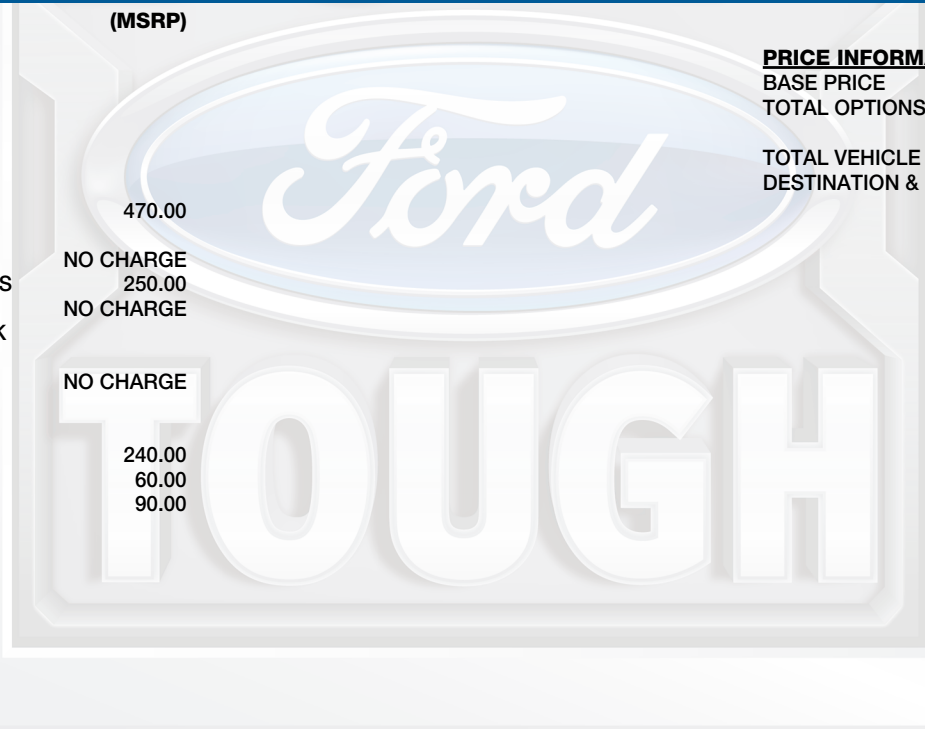 (MSRP)
470.00
NO CHARGE
S 250.00
NO CHARGE
K
NO CHARGE
240.00
60.00
90.00
PRICE INFORMA
BASE PRICE
TOTAL OPTIONS
TOTAL VEHICLE
DESTINATION &
Ford
TOUGH